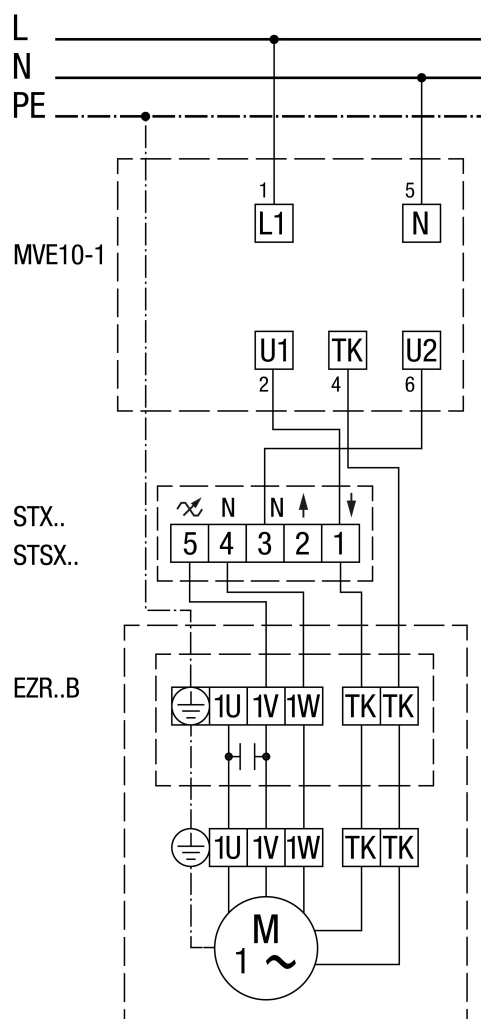 L
N
PE
1 5
L1 N
MVE10-1
U1 TK U2
2 4 6
N N
STX..
5 4 3 2 1
STSX..
EZR..B
1U 1V 1W TK TK
1U 1V 1W TK TK
M
1 ~